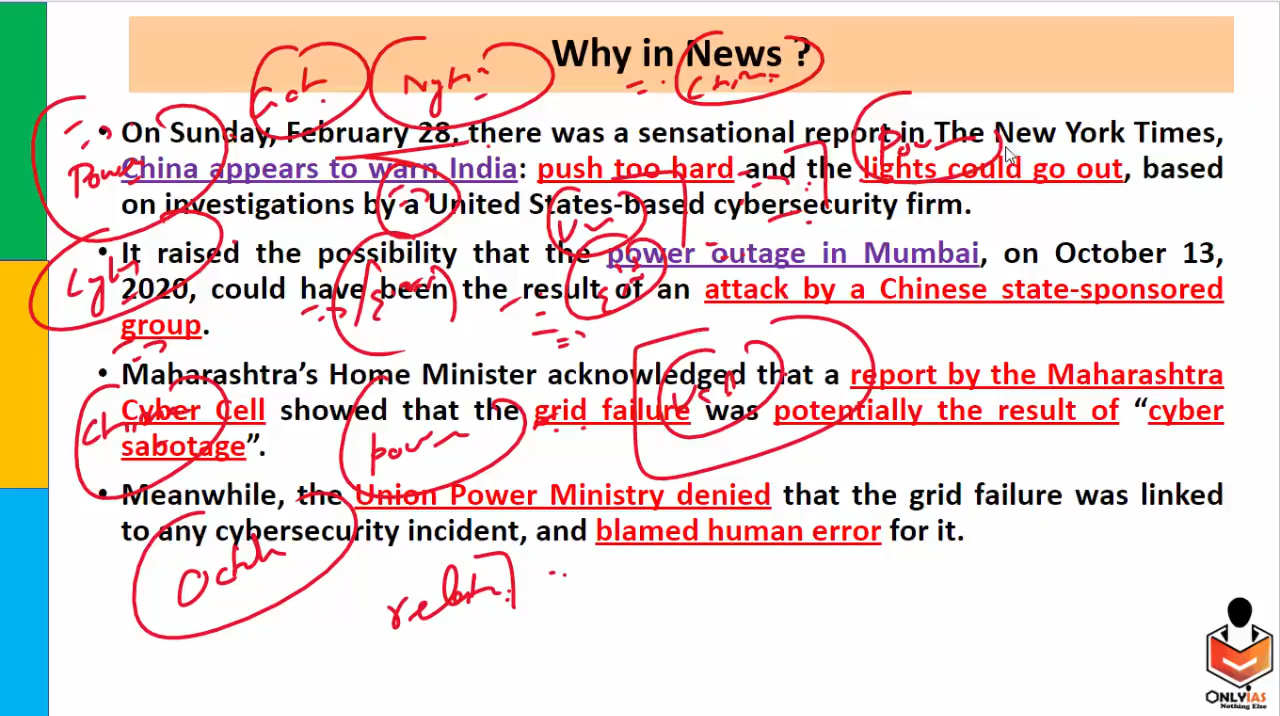 Why in News ?
• On Sunday, February 28, there was a sensational report in The New York Times,
China appears to warn India: push too hard and the lights could go out, based
on investigations by a United States-based cybersecurity firm.
• It raised the possibility that the power outage in Mumbai, on October 13,
2020, could have been the result of an attack by a Chinese state-sponsored
group.
• Maharashtra’s Home Minister acknowledged that a report by the Maharashtra
Cyber Cell showed that the grid failure was potentially the result of “cyber
sabotage”.
• Meanwhile, the Union Power Ministry denied that the grid failure was linked
to any cybersecurity incident, and blamed human error for it.
Power
ONLYIAS
Nothing Else